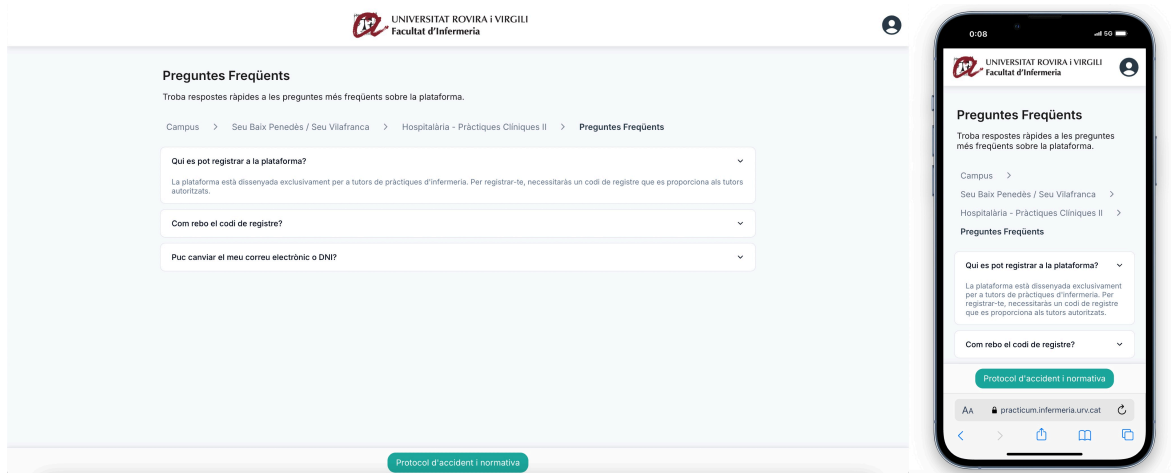 UNIVERSITAT ROVIRA i VIRGILI
Facultat d'Infermeria
Preguntes Freqüents
Troba respostes ràpides a les preguntes més freqüents sobre la plataforma.
Campus > Seu Baix Penedès / Seu Vilafranca > Hospitalària - Pràctiques Clíniques II > Preguntes Freqüents
Qui es pot registrar a la plataforma?
La plataforma està dissenyada exclusivament per a tutors de pràctiques d'infermeria. Per registrar-te, necessitaràs un codi de registre que es proporciona als tutors
autoritzats.
Com rebo el codi de registre?
Puc canviar el meu correu electrònic o DNI?
Protocol d'accident i normativa
0:08
5G
UNIVERSITAT ROVIRA i VIRGILI
Facultat d'Infermeria
Preguntes Freqüents
Troba respostes ràpides a les preguntes
més freqüents sobre la plataforma.
Campus >
Seu Baix Penedès / Seu Vilafranca >
Hospitalària - Pràctiques Clíniques II >
Preguntes Freqüents
Qui es pot registrar a la plataforma?
La plataforma està dissenyada exclusivament
per a tutors de pràctiques d'infermeria. Per
registrar-te, necessitaràs un codi de registre
que es proporciona als tutors autoritzats.
Com rebo el codi de registre?
Protocol d'accident i normativa
AA practicum.infermeria.urv.cat